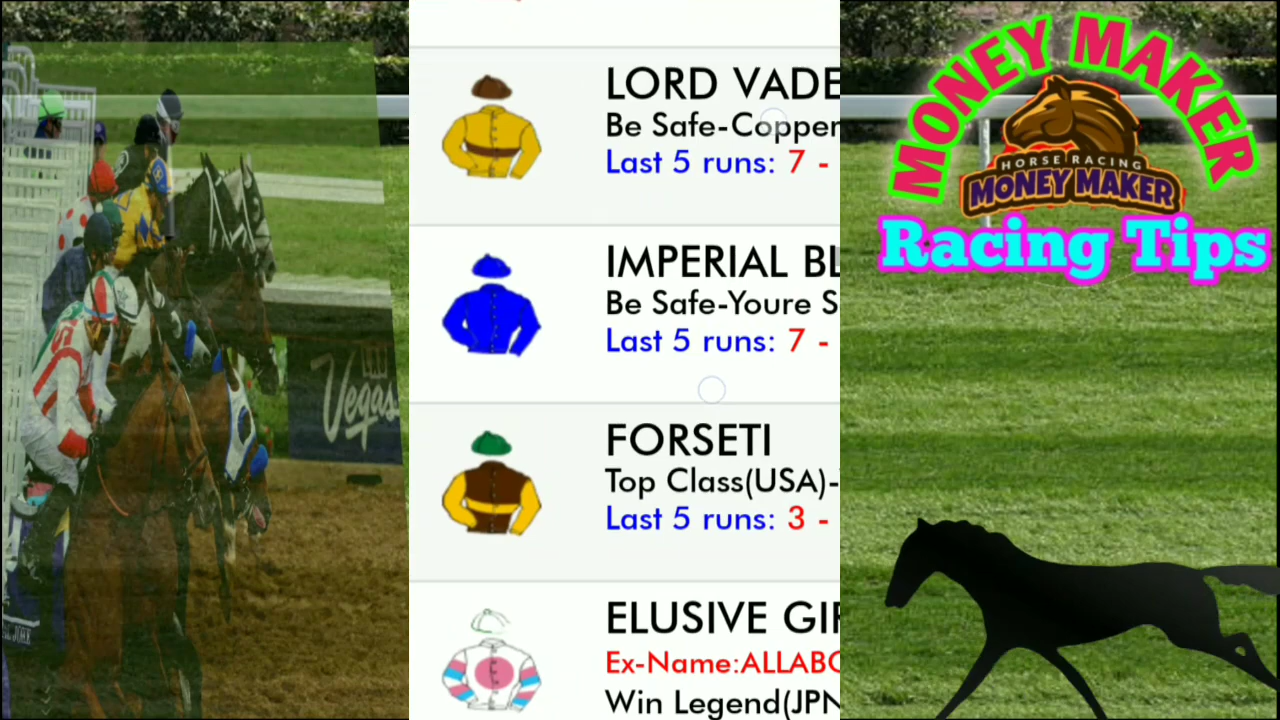 LORD VADE
Be Safe-Copper
Last 5 runs: 7 -
IMPERIAL BL
Be Safe-Youre S
Last 5 runs: 7 -
FORSETI
Top Class(USA)-
Last 5 runs: 3 -
ELUSIVE GIF
Ex-Name:ALLABO
Win Legend(JPN
MONEY MAKER
HORSE RACING
MONEY MAKER
Racing Tips
Vegas